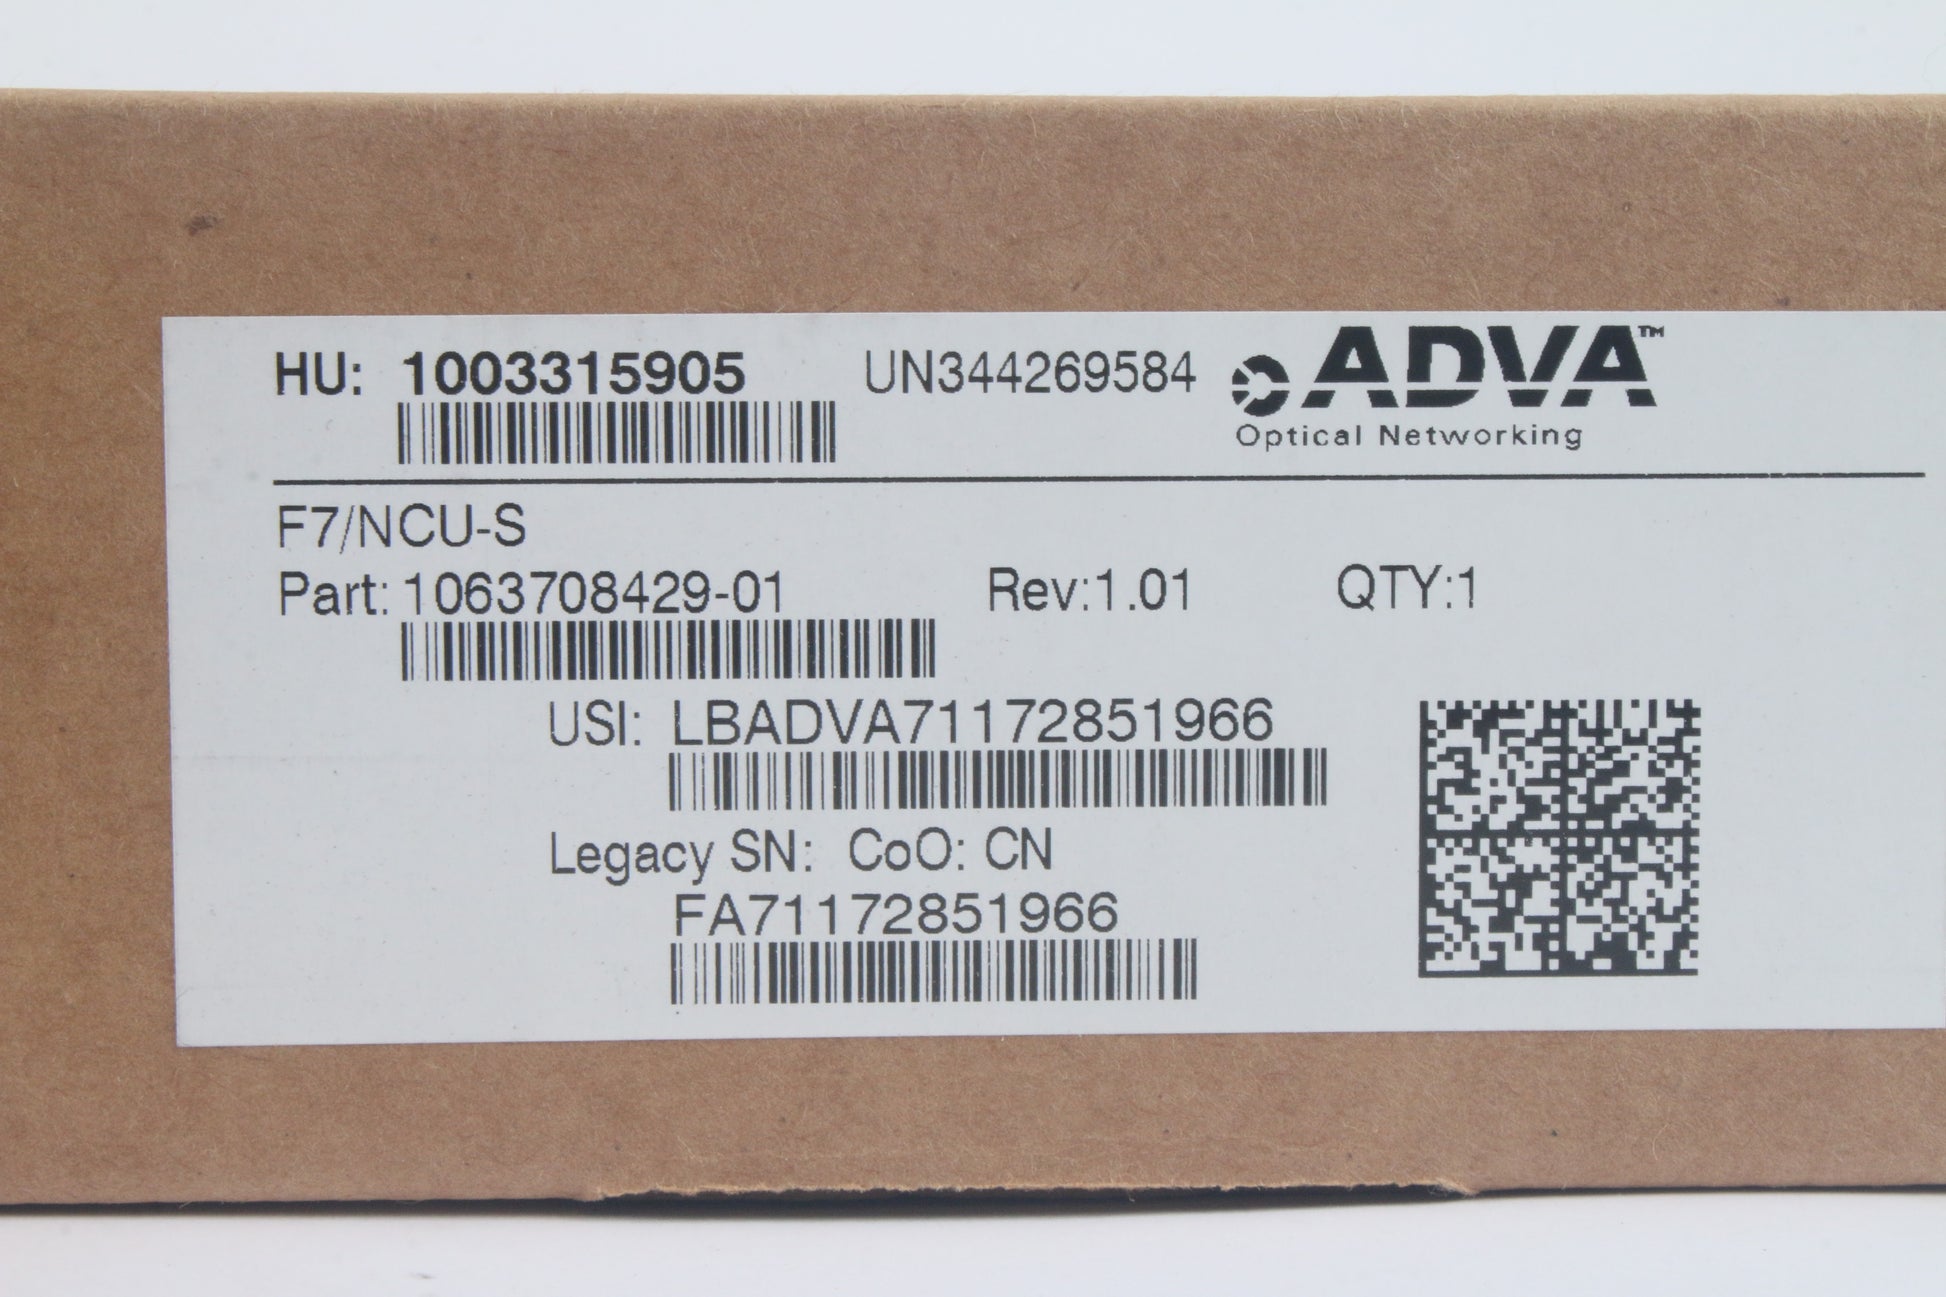 HU: 1003315905 UN344269584 ADVA™
Optical Networking
F7/NCU-S
Part: 1063708429-01 Rev:1.01 QTY:1
USI: LBADVA71172851966
Legacy SN: CoO: CN
FA71172851966